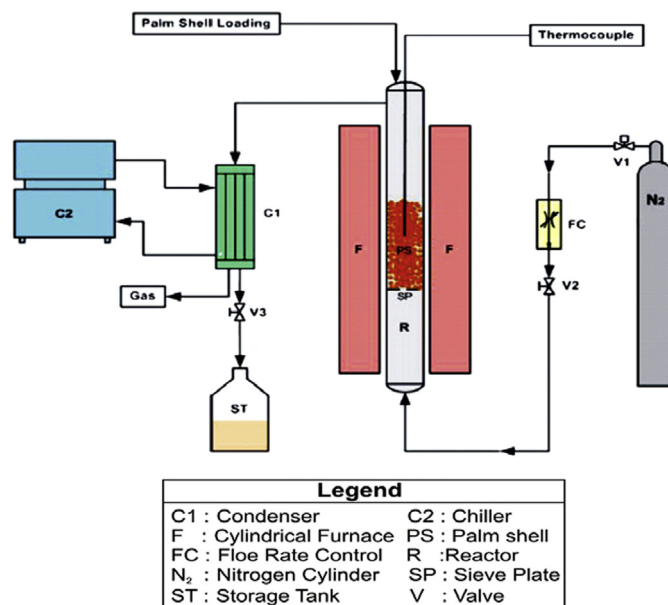 Palm Shell Loading
Thermocouple
V1
N₂
C2
C1
FC
F
PS
F
Gas
V3
SP
V2
R
ST
Legend
C1 : Condenser C2 : Chiller
F : Cylindrical Furnace PS : Palm shell
FC : Floe Rate Control R :Reactor
N₂ : Nitrogen Cylinder SP : Sieve Plate
ST : Storage Tank V : Valve